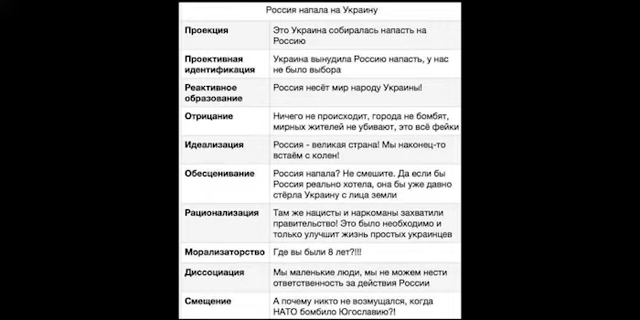 Россия напала на Украину
Проекция
Это Украина собиралась напасть на
Россию
Проективная
идентификация
Украина вынудила Россию напасть, у нас
не было выбора
Реактивное
образование
Россия несёт мир народу Украины!
Отрицание
Ничего не происходит, города не бомбят,
мирных жителей не убивают, это всё фейки
Идеализация
Россия - великая страна! Мы наконец-то
встаём с колен!
Обесценивание
Россия напала? Не смешите. Да если бы
Россия реально хотела, она бы уже давно
стёрла Украину с лица земли
Рационализация
Там же нацисты и наркоманы захватили
правительство! Это было необходимо и
только улучшит жизнь простых украинцев
Морализаторство
Где вы были 8 лет?!!!
Диссоциация
Мы маленькие люди, мы не можем нести
ответственность за действия России
Смещение
А почему никто не возмущался, когда
НАТО бомбило Югославию?!